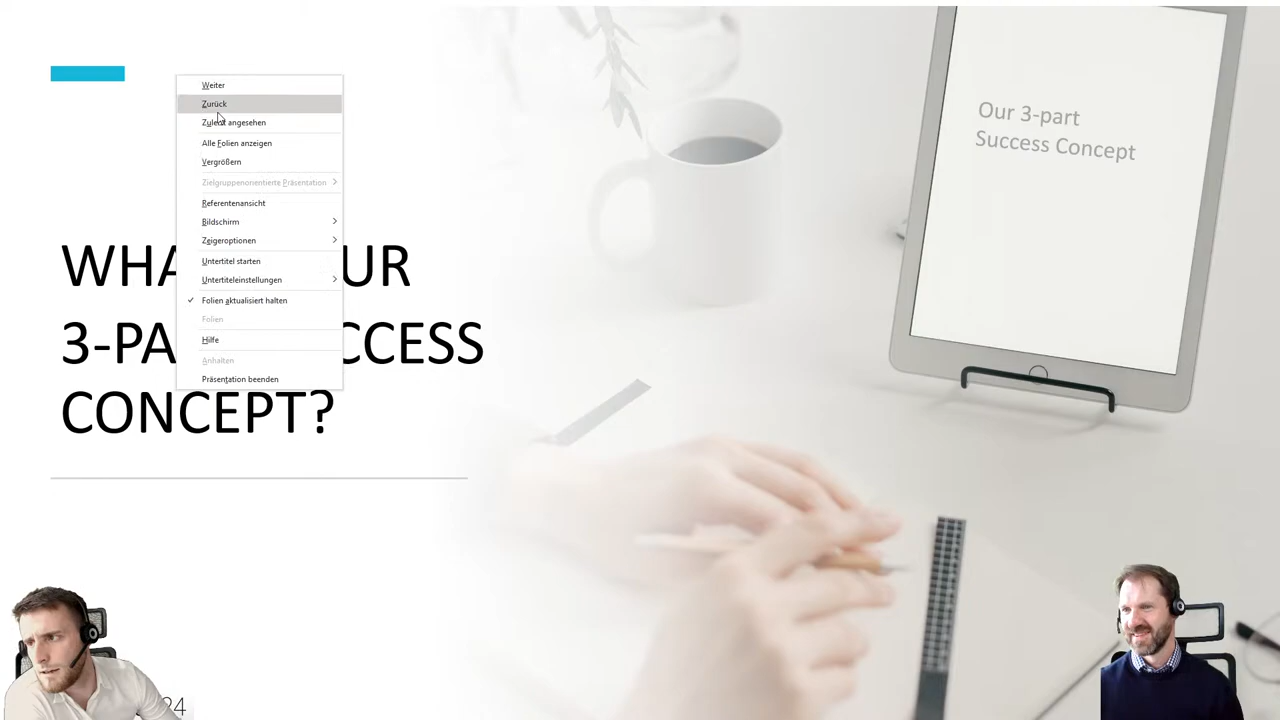 Weiter
Zurück
angesehen
Alle Folien anzeigen
Vergrößern
Zielgruppenorientierte Präsentation
Referentenansicht
Bildschirm
Zeigeroptionen
Untertitel starten
Untertiteleinstellungen
Folien aktualisiert halten
Folien
Hilfe
Anhalten
Präsentation beenden
WHA UR
3-PA CCESS
CONCEPT?
Our 3-part
Success Concept
24